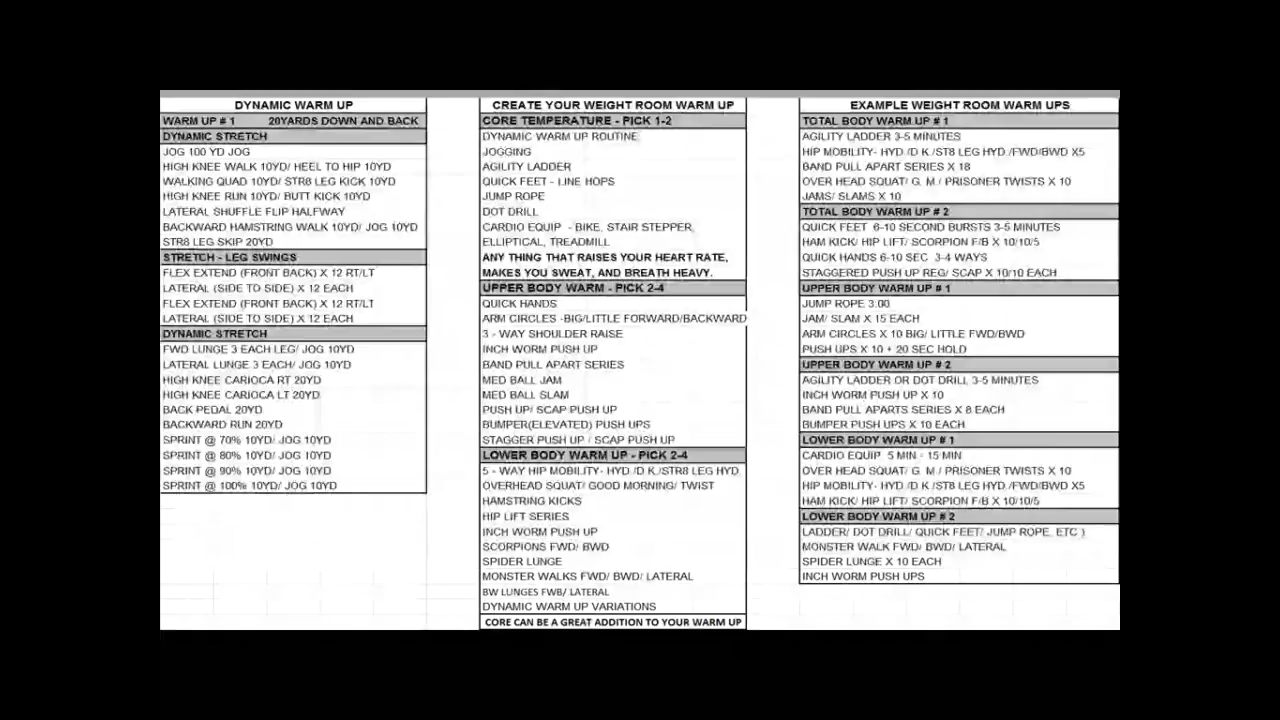 DYNAMIC WARM UP
WARM UP # 1 20YARDS DOWN AND BACK
DYNAMIC STRETCH
JOG 100 YD JOG
HIGH KNEE WALK 10YD/ HEEL TO HIP 10YD
WALKING QUAD 10YD/ STR8 LEG KICK 10YD
HIGH KNEE RUN 10YD/ BUTT KICK 10YD
LATERAL SHUFFLE FLIP HALFWAY
BACKWARD HAMSTRING WALK 10YD/ JOG 10YD
STR8 LEG SKIP 20YD
STRETCH - LEG SWINGS
FLEX EXTEND (FRONT BACK) X 12 RT/LT
LATERAL (SIDE TO SIDE) X 12 EACH
FLEX EXTEND (FRONT BACK) X 12 RT/LT
LATERAL (SIDE TO SIDE) X 12 EACH
DYNAMIC STRETCH
FWD LUNGE 3 EACH LEG/ JOG 10YD
LATERAL LUNGE 3 EACH/ JOG 10YD
HIGH KNEE CARIOCA RT 20YD
HIGH KNEE CARIOCA LT 20YD
BACK PEDAL 20YD
BACKWARD RUN 20YD
SPRINT @ 70% 10YD/ JOG 10YD
SPRINT @ 80% 10YD/ JOG 10YD
SPRINT @ 90% 10YD/ JOG 10YD
SPRINT @ 100% 10YD/ JOG 10YD
CREATE YOUR WEIGHT ROOM WARM UP
CORE TEMPERATURE - PICK 1-2
DYNAMIC WARM UP ROUTINE
JOGGING
AGILITY LADDER
QUICK FEET - LINE HOPS
JUMP ROPE
DOT DRILL
CARDIO EQUIP - BIKE, STAIR STEPPER,
ELLIPTICAL, TREADMILL
ANY THING THAT RAISES YOUR HEART RATE,
MAKES YOU SWEAT, AND BREATH HEAVY.
UPPER BODY WARM - PICK 2-4
QUICK HANDS
ARM CIRCLES -BIG/LITTLE FORWARD/BACKWARD
3 - WAY SHOULDER RAISE
INCH WORM PUSH UP
BAND PULL APART SERIES
MED BALL JAM
MED BALL SLAM
PUSH UP/ SCAP PUSH UP
BUMPER(ELEVATED) PUSH UPS
STAGGER PUSH UP / SCAP PUSH UP
LOWER BODY WARM UP - PICK 2-4
5 - WAY HIP MOBILITY- HYD /D K /STR8 LEG HYD
OVERHEAD SQUAT/ GOOD MORNING/ TWIST
HAMSTRING KICKS
HIP LIFT SERIES
INCH WORM PUSH UP
SCORPIONS FWD/ BWD
SPIDER LUNGE
MONSTER WALKS FWD/ BWD/ LATERAL
BW LUNGES FWB/ LATERAL
DYNAMIC WARM UP VARIATIONS
CORE CAN BE A GREAT ADDITION TO YOUR WARM UP
EXAMPLE WEIGHT ROOM WARM UPS
TOTAL BODY WARM UP # 1
AGILITY LADDER 3-5 MINUTES
HIP MOBILITY- HYD /D K /ST8 LEG HYD /FWD/BWD X5
BAND PULL APART SERIES X 18
OVER HEAD SQUAT/ G. M / PRISONER TWISTS X 10
JAMS/ SLAMS X 10
TOTAL BODY WARM UP # 2
QUICK FEET 6-10 SECOND BURSTS 3-5 MINUTES
HAM KICK/ HIP LIFT/ SCORPION F/B X 10/10/5
QUICK HANDS 6-10 SEC 3-4 WAYS
STAGGERED PUSH UP REG/ SCAP X 10/10 EACH
UPPER BODY WARM UP # 1
JUMP ROPE 3:00
JAM/ SLAM X 15 EACH
ARM CIRCLES X 10 BIG/ LITTLE FWD/BWD
PUSH UPS X 10 + 20 SEC HOLD
UPPER BODY WARM UP # 2
AGILITY LADDER OR DOT DRILL 3-5 MINUTES
INCH WORM PUSH UP X 10
BAND PULL APARTS SERIES X 8 EACH
BUMPER PUSH UPS X 10 EACH
LOWER BODY WARM UP # 1
CARDIO EQUIP 5 MIN - 15 MIN
OVER HEAD SQUAT/ G. M / PRISONER TWISTS X 10
HIP MOBILITY- HYD /D K /ST8 LEG HYD /FWD/BWD X5
HAM KICK/ HIP LIFT/ SCORPION F/B X 10/10/5
LOWER BODY WARM UP # 2
LADDER/ DOT DRILL/ QUICK FEET/ JUMP ROPE, ETC )
MONSTER WALK FWD/ BWD/ LATERAL
SPIDER LUNGE X 10 EACH
INCH WORM PUSH UPS